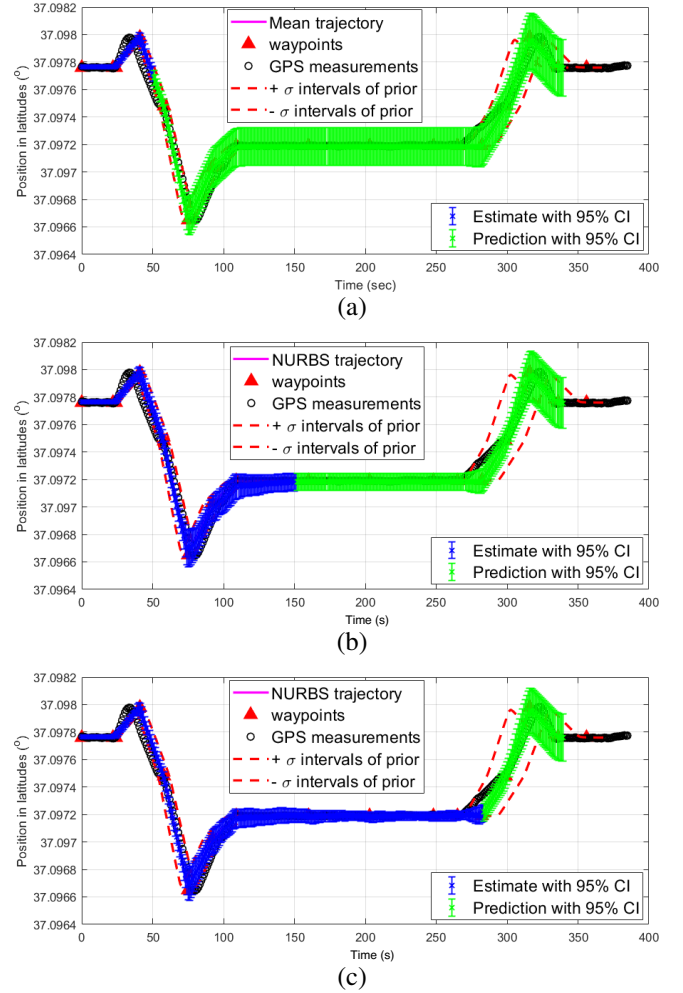 37.0982
37.098
37.0978
37.0976
37.0974
37.0972
37.097
37.0968
37.0966
37.0964
Position in latitudes (°)
Mean trajectory
waypoints
GPS measurements
+ σ intervals of prior
- σ intervals of prior
Estimate with 95% CI
Prediction with 95% CI
0 50 100 150 200 250 300 350 400
Time (sec)
(a)
37.0982
37.098
37.0978
37.0976
37.0974
37.0972
37.097
37.0968
37.0966
37.0964
Position in latitudes (°)
NURBS trajectory
waypoints
GPS measurements
+ σ intervals of prior
- σ intervals of prior
Estimate with 95% CI
Prediction with 95% CI
0 50 100 150 200 250 300 350 400
Time (s)
(b)
37.0982
37.098
37.0978
37.0976
37.0974
37.0972
37.097
37.0968
37.0966
37.0964
Position in latitudes (°)
NURBS trajectory
waypoints
GPS measurements
+ σ intervals of prior
- σ intervals of prior
Estimate with 95% CI
Prediction with 95% CI
0 50 100 150 200 250 300 350 400
Time (s)
(c)